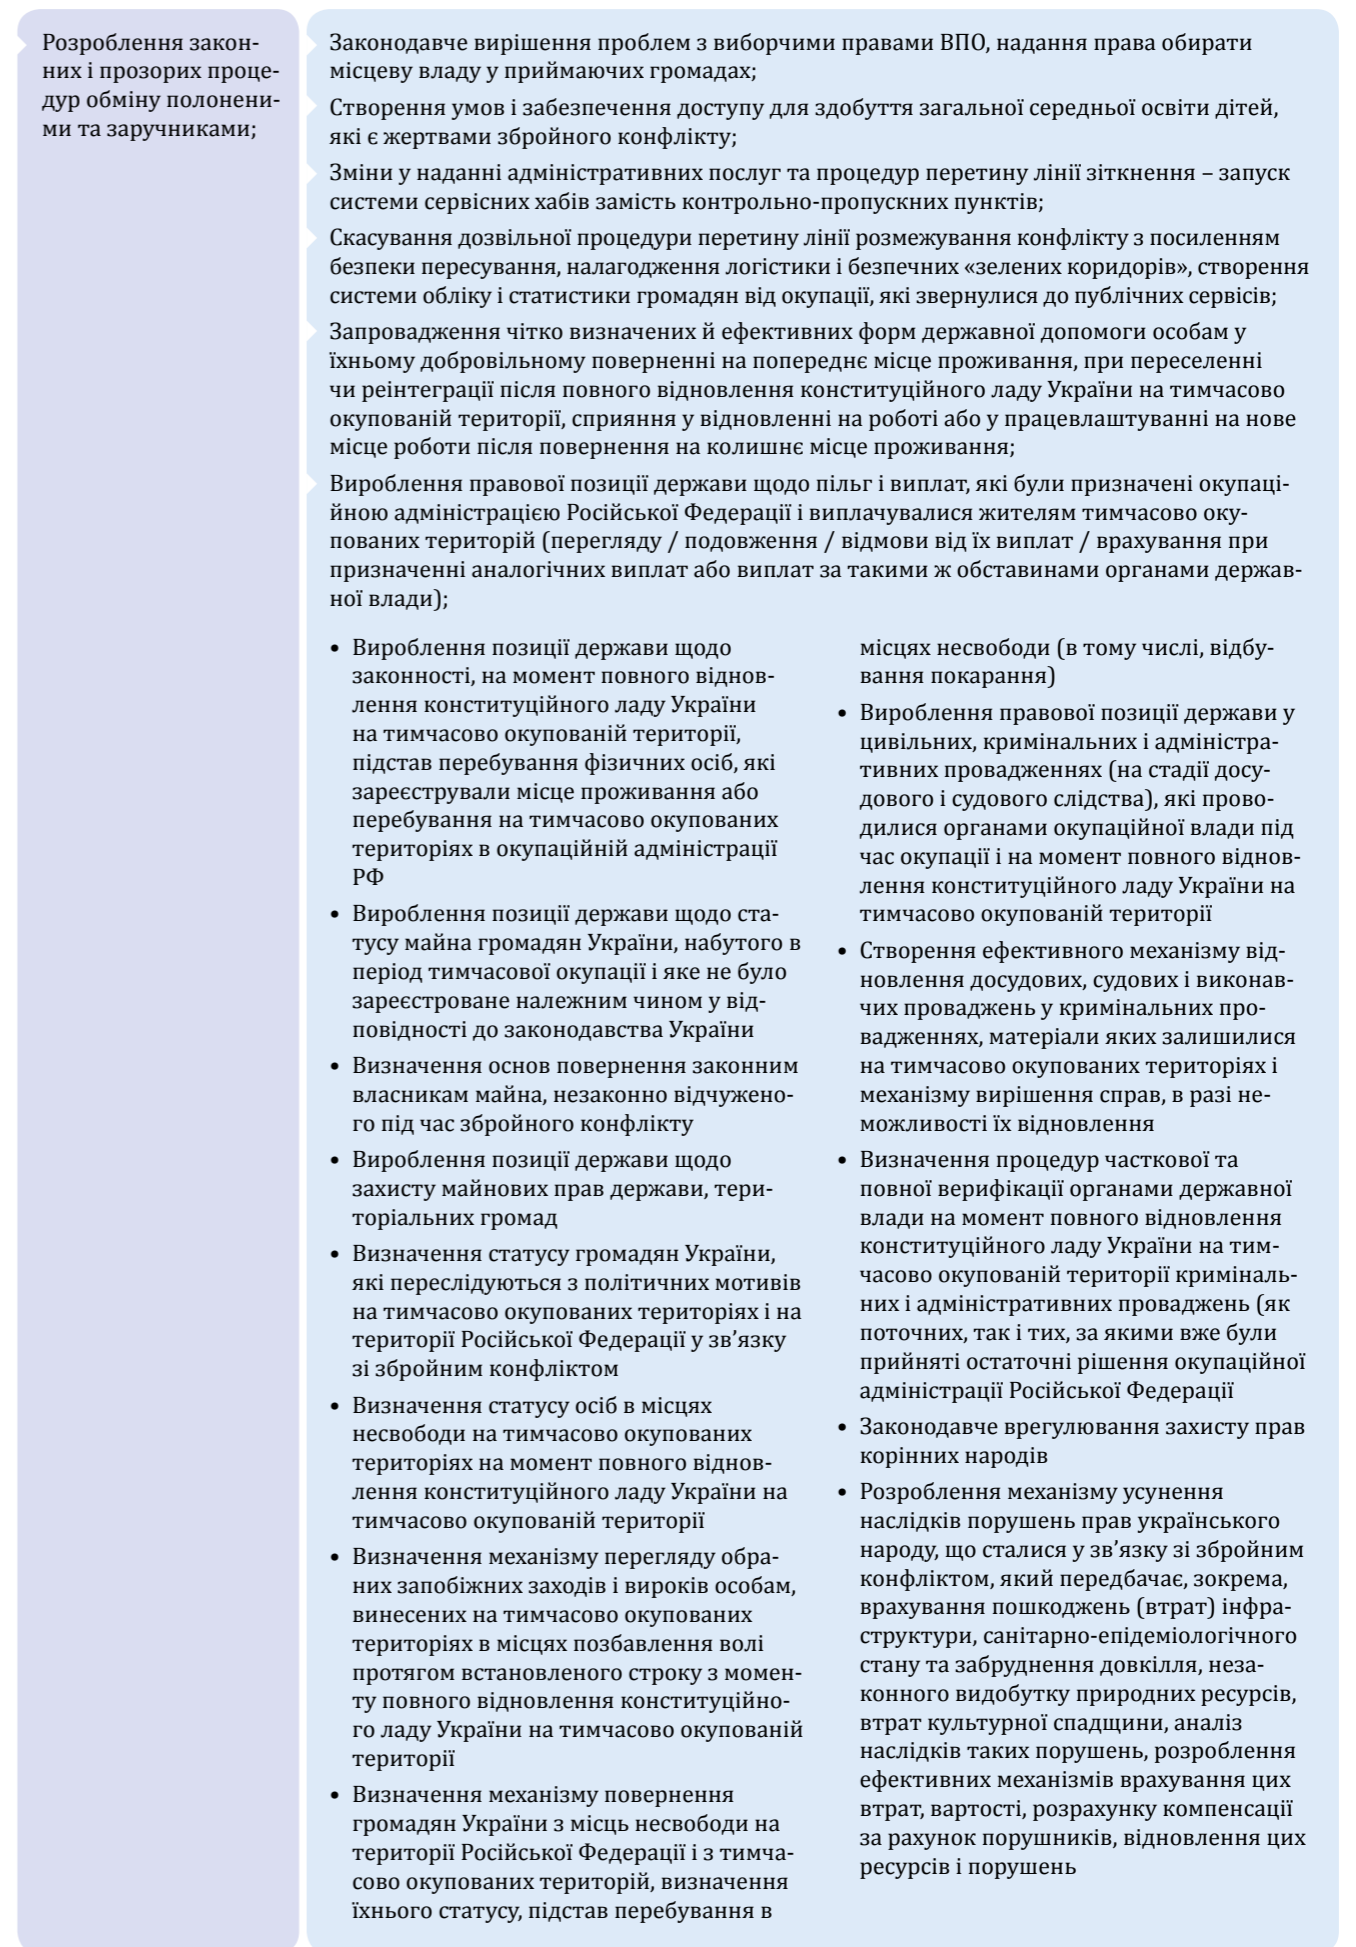 Розроблення закон-
них і прозорих проце-
дур обміну полонени-
ми та заручниками;
Законодавче вирішення проблем з виборчими правами ВПО, надання права обирати
місцеву владу у приймаючих громадах;
Створення умов і забезпечення доступу для здобуття загальної середньої освіти дітей,
які є жертвами збройного конфлікту;
Зміни у наданні адміністративних послуг та процедур перетину лінії зіткнення – запуск
системи сервісних хабів замість контрольно-пропускних пунктів;
Скасування дозвільної процедури перетину лінії розмежування конфлікту з посиленням
безпеки пересування, налагодження логістики і безпечних «зелених коридорів», створення
системи обліку і статистики громадян від окупації, які звернулися до публічних сервісів;
Запровадження чітко визначених й ефективних форм державної допомоги особам у
їхньому добровільному поверненні на попереднє місце проживання, при переселенні
чи реінтеграції після повного відновлення конституційного ладу України на тимчасово
окупованій території, сприяння у відновленні на роботі або у працевлаштуванні на нове
місце роботи після повернення на колишнє місце проживання;
Вироблення правової позиції держави щодо пільг і виплат, які були призначені окупаці-
йною адміністрацією Російської Федерації і виплачувалися жителям тимчасово оку-
пованих територій (перегляду / подовження / відмови від їх виплат / врахування при
призначенні аналогічних виплат або виплат за такими ж обставинами органами держав-
ної влади);
• Вироблення позиції держави щодо
законності, на момент повного віднов-
лення конституційного ладу України
на тимчасово окупованій території,
підстав перебування фізичних осіб, які
зареєстрували місце проживання або
перебування на тимчасово окупованих
територіях в окупаційній адміністрації
РФ
• Вироблення позиції держави щодо ста-
тусу майна громадян України, набутого в
період тимчасової окупації і яке не було
зареєстроване належним чином у від-
повідності до законодавства України
• Визначення основ повернення законним
власникам майна, незаконно відчужено-
го під час збройного конфлікту
• Вироблення позиції держави щодо
захисту майнових прав держави, тери-
торіальних громад
• Визначення статусу громадян України,
які переслідуються з політичних мотивів
на тимчасово окупованих територіях і на
території Російської Федерації у зв’язку
зі збройним конфліктом
• Визначення статусу осіб в місцях
несвободи на тимчасово окупованих
територіях на момент повного віднов-
лення конституційного ладу України на
тимчасово окупованій території
• Визначення механізму перегляду обра-
них запобіжних заходів і вироків особам,
винесених на тимчасово окупованих
територіях в місцях позбавлення волі
протягом встановленого строку з момен-
ту повного відновлення конституційно-
го ладу України на тимчасово окупованій
території
• Визначення механізму повернення
громадян України з місць несвободи на
території Російської Федерації і з тимча-
сово окупованих територій, визначення
їхнього статусу, підстав перебування в
місцях несвободи (в тому числі, відбу-
вання покарання)
• Вироблення правової позиції держави у
цивільних, кримінальних і адміністра-
тивних провадженнях (на стадії досу-
дового і судового слідства), які прово-
дилися органами окупаційної влади під
час окупації і на момент повного віднов-
лення конституційного ладу України на
тимчасово окупованій території
• Створення ефективного механізму від-
новлення досудових, судових і виконав-
чих проваджень у кримінальних про-
вадженнях, матеріали яких залишилися
на тимчасово окупованих територіях і
механізму вирішення справ, в разі не-
можливості їх відновлення
• Визначення процедур часткової та
повної верифікації органами державної
влади на момент повного відновлення
конституційного ладу України на тим-
часово окупованій території криміналь-
них і адміністративних проваджень (як
поточних, так і тих, за якими вже були
прийняті остаточні рішення окупаційної
адміністрації Російської Федерації
• Законодавче врегулювання захисту прав
корінних народів
• Розроблення механізму усунення
наслідків порушень прав українського
народу, що сталися у зв’язку зі збройним
конфліктом, який передбачає, зокрема,
врахування пошкоджень (втрат) інфра-
структури, санітарно-епідеміологічного
стану та забруднення довкілля, неза-
конного видобутку природних ресурсів,
втрат культурної спадщини, аналіз
наслідків таких порушень, розроблення
ефективних механізмів врахування цих
втрат, вартості, розрахунку компенсації
за рахунок порушників, відновлення цих
ресурсів і порушень